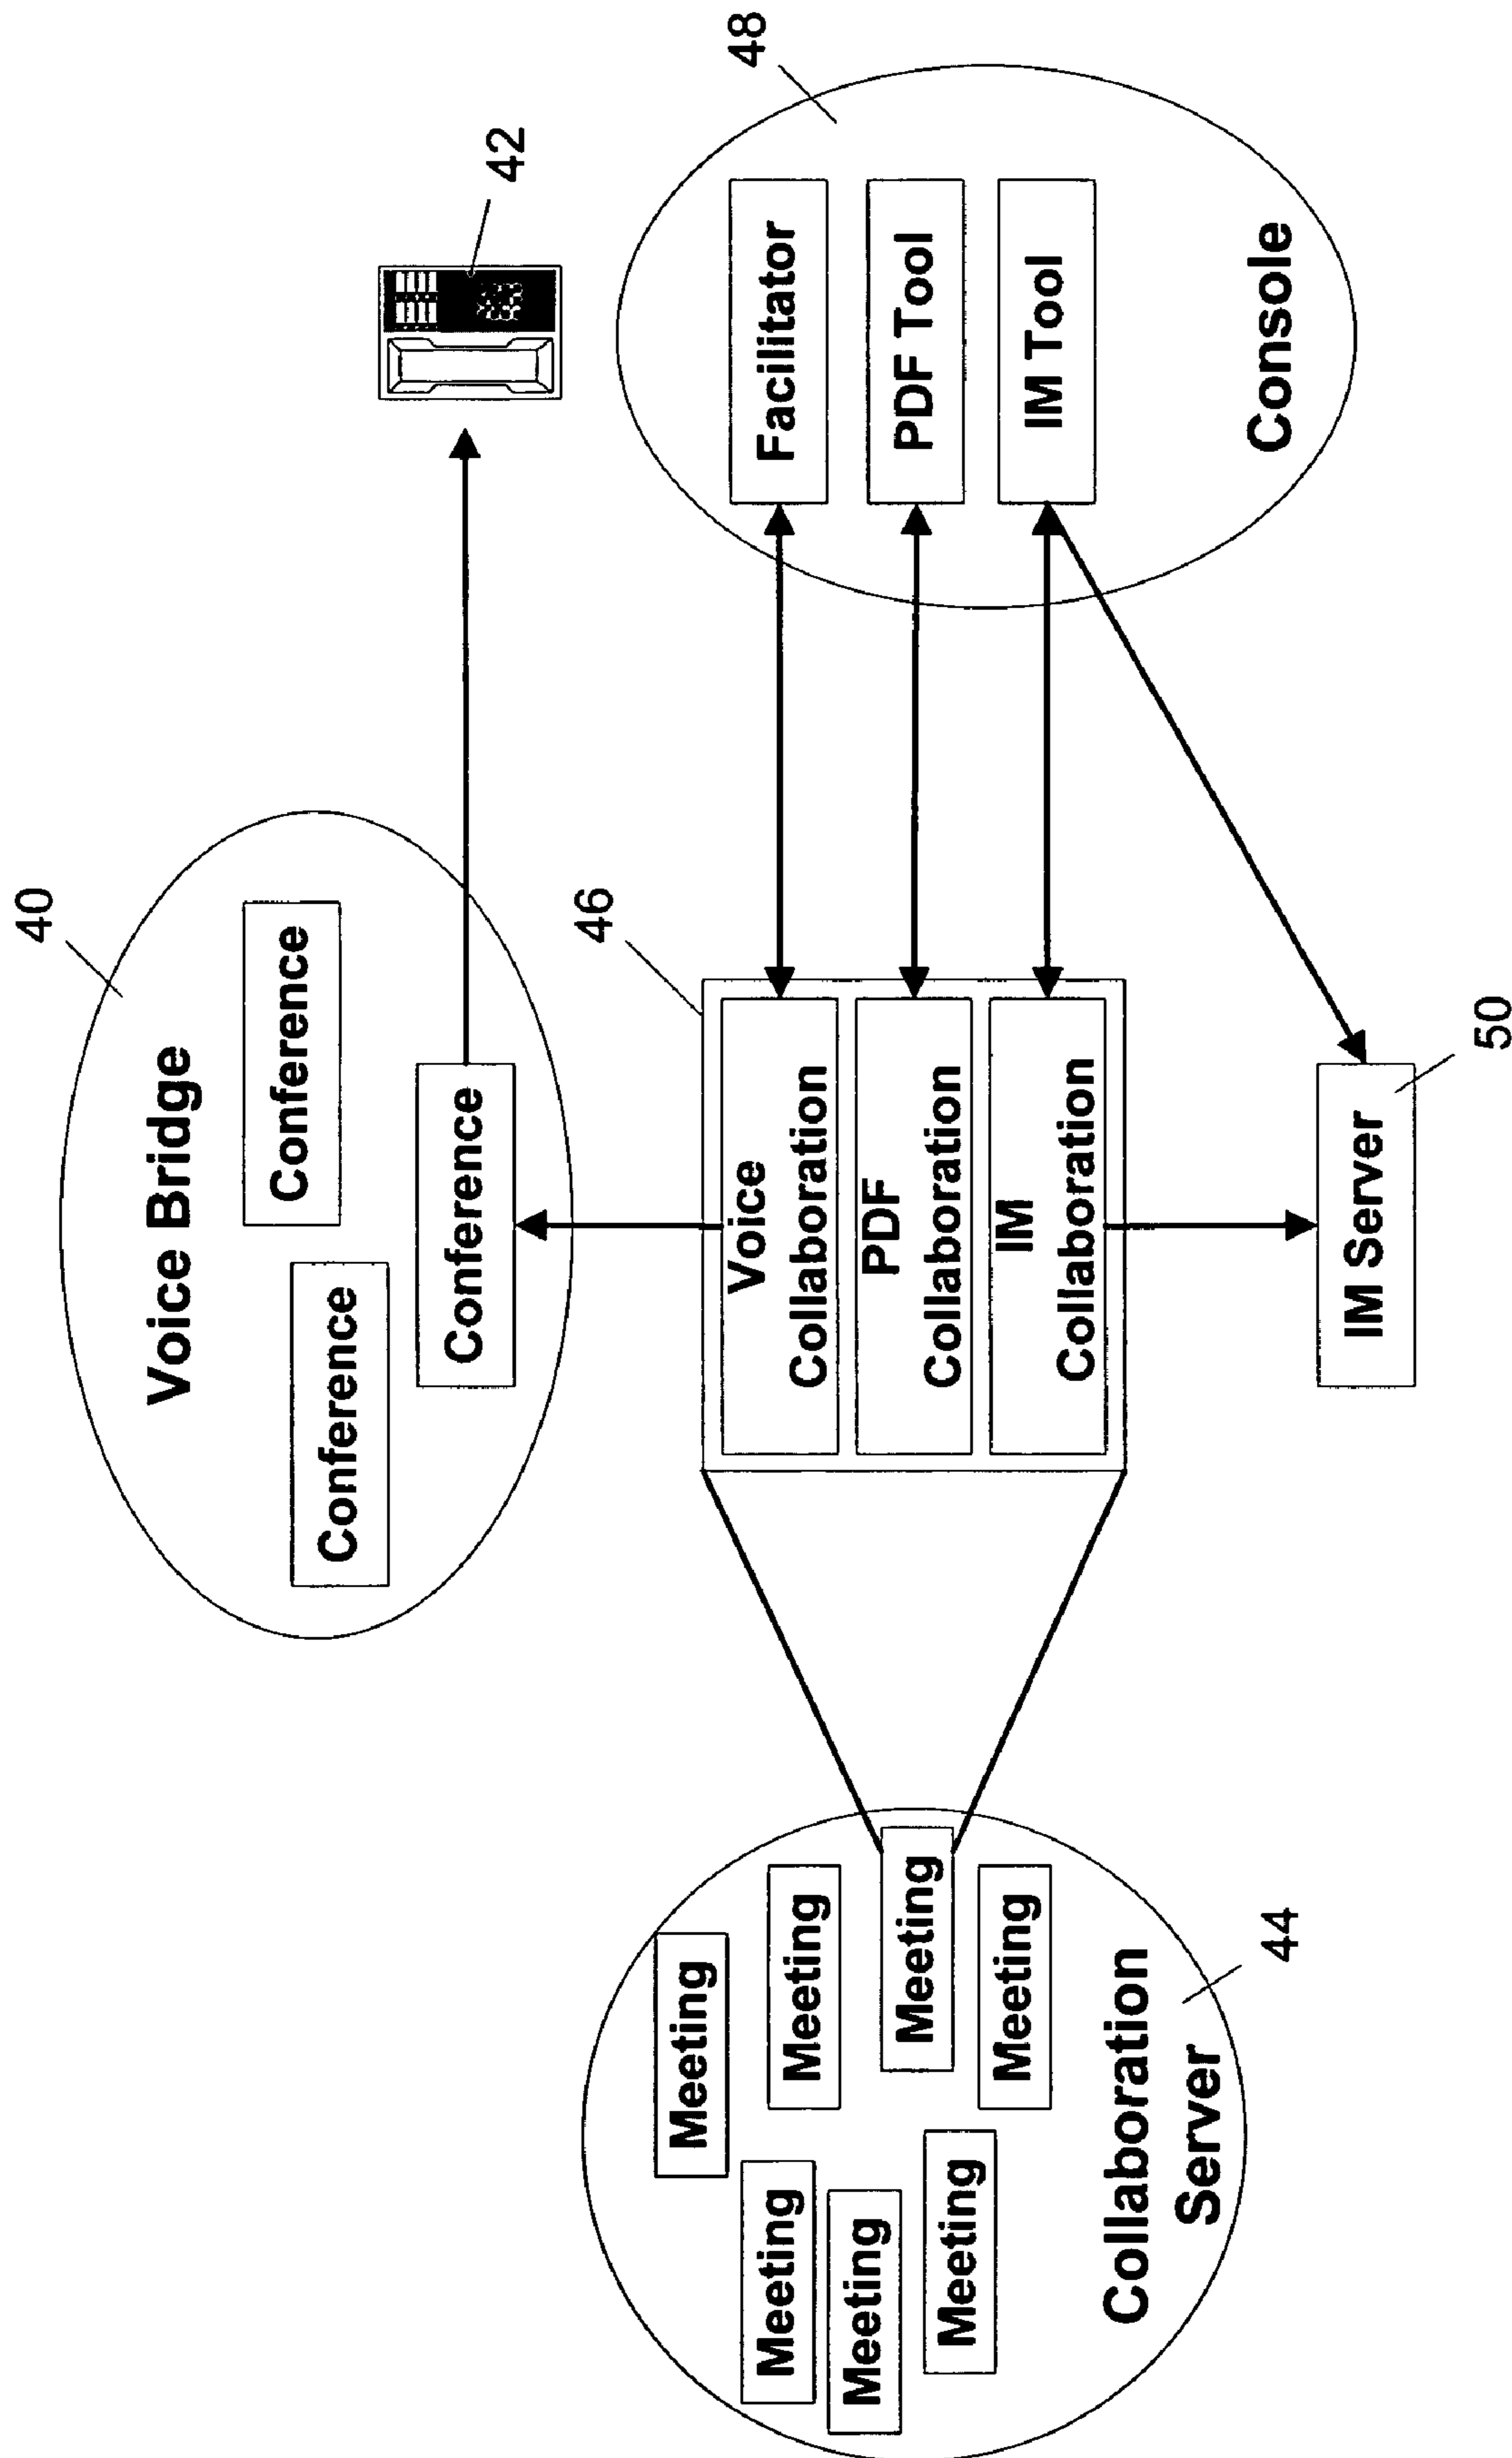 40
Voice Bridge
Conference
Conference
Conference
42
Meeting
Meeting
Meeting
Meeting
Meeting
Meeting
Meeting
Collaboration
Server
44
46
Voice
Collaboration
PDF
Collaboration
IM
Collaboration
48
Facilitator
PDF Tool
IM Tool
Console
IM Server
50